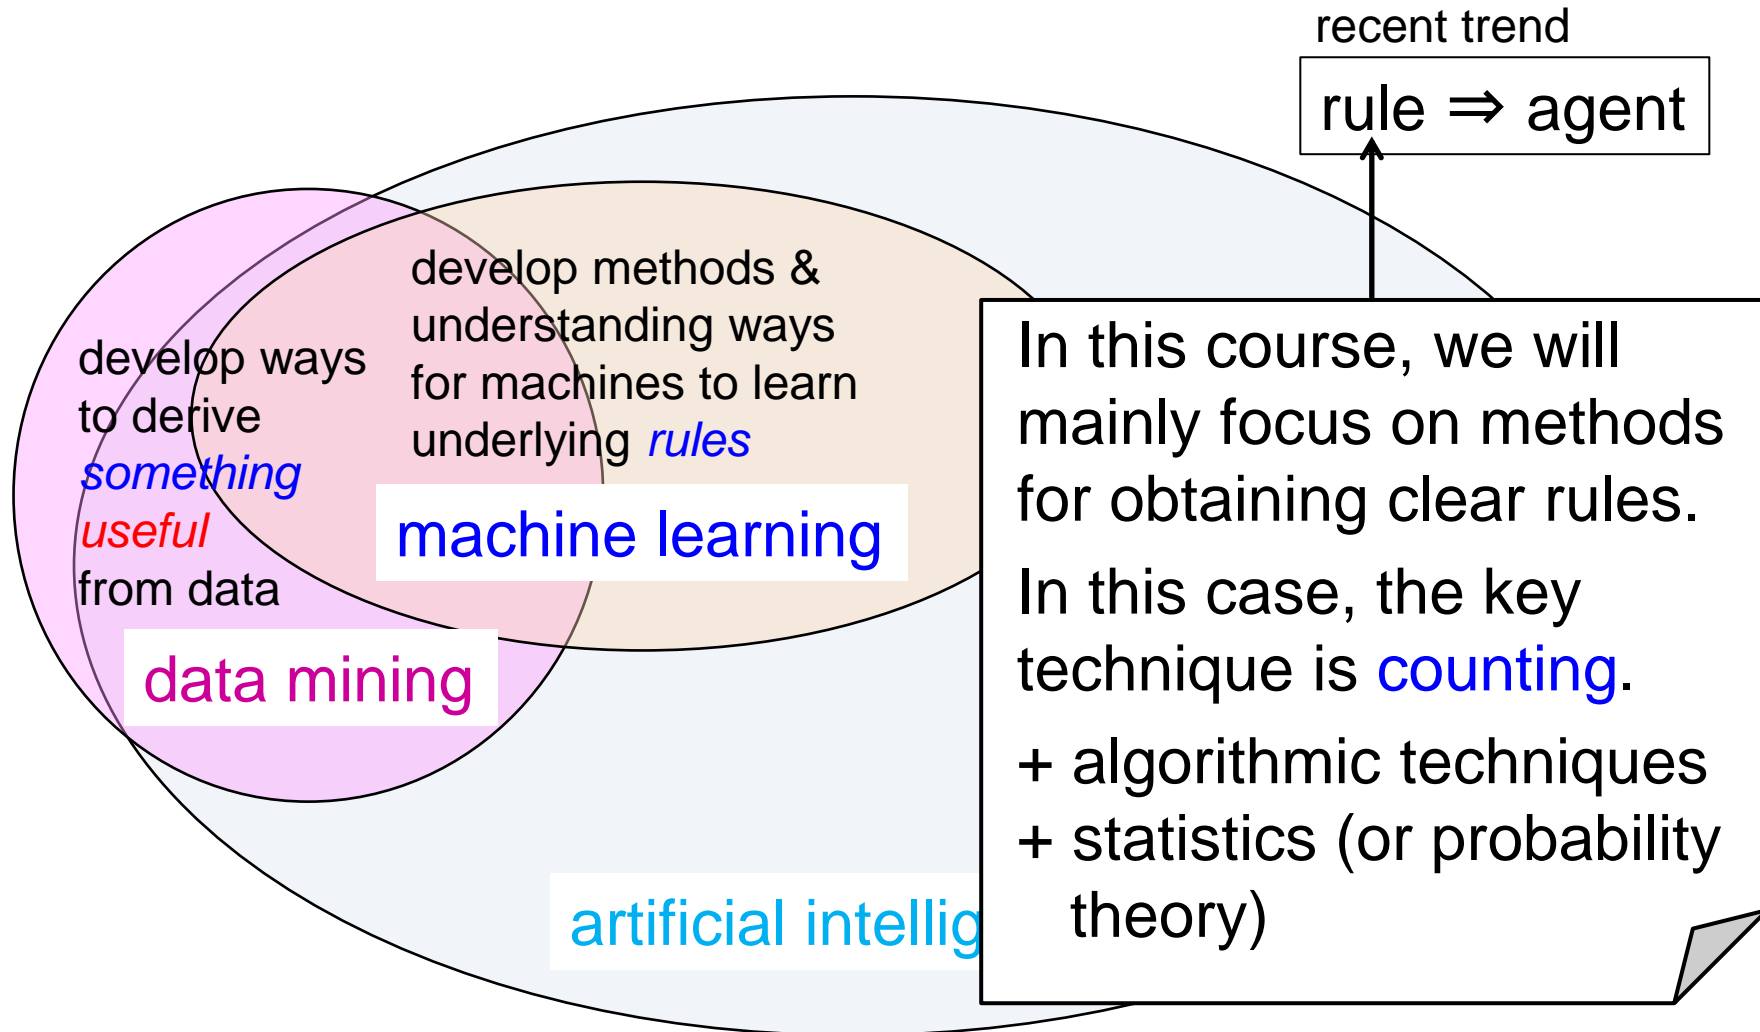 recent trend
rule ⇒ agent
develop methods &
understanding ways
for machines to learn
underlying rules
machine learning
develop ways
to derive
something
useful
from data
data mining
artificial intellig
In this course, we will
mainly focus on methods
for obtaining clear rules.
In this case, the key
technique is counting.
+ algorithmic techniques
+ statistics (or probability
theory)